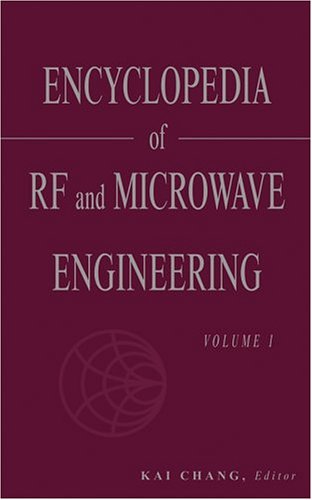 ENCYCLOPEDIA
of
RF and MICROWAVE
ENGINEERING
VOLUME 1
KAI CHANG, Editor